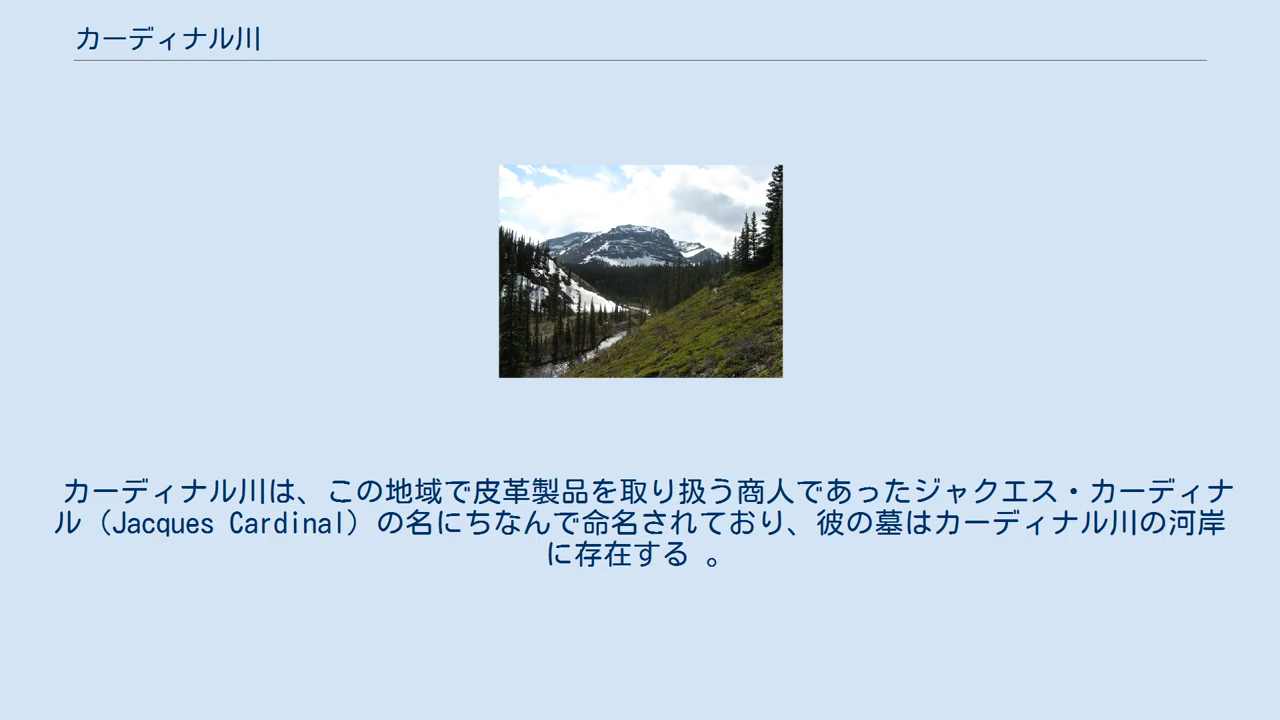 カーディナル川
カーディナル川は、この地域で皮革製品を取り扱う商人であったジャクエス・カーディナ
ル（Jacques Cardinal）の名にちなんで命名されており、彼の墓はカーディナル川の河岸
に存在する 。